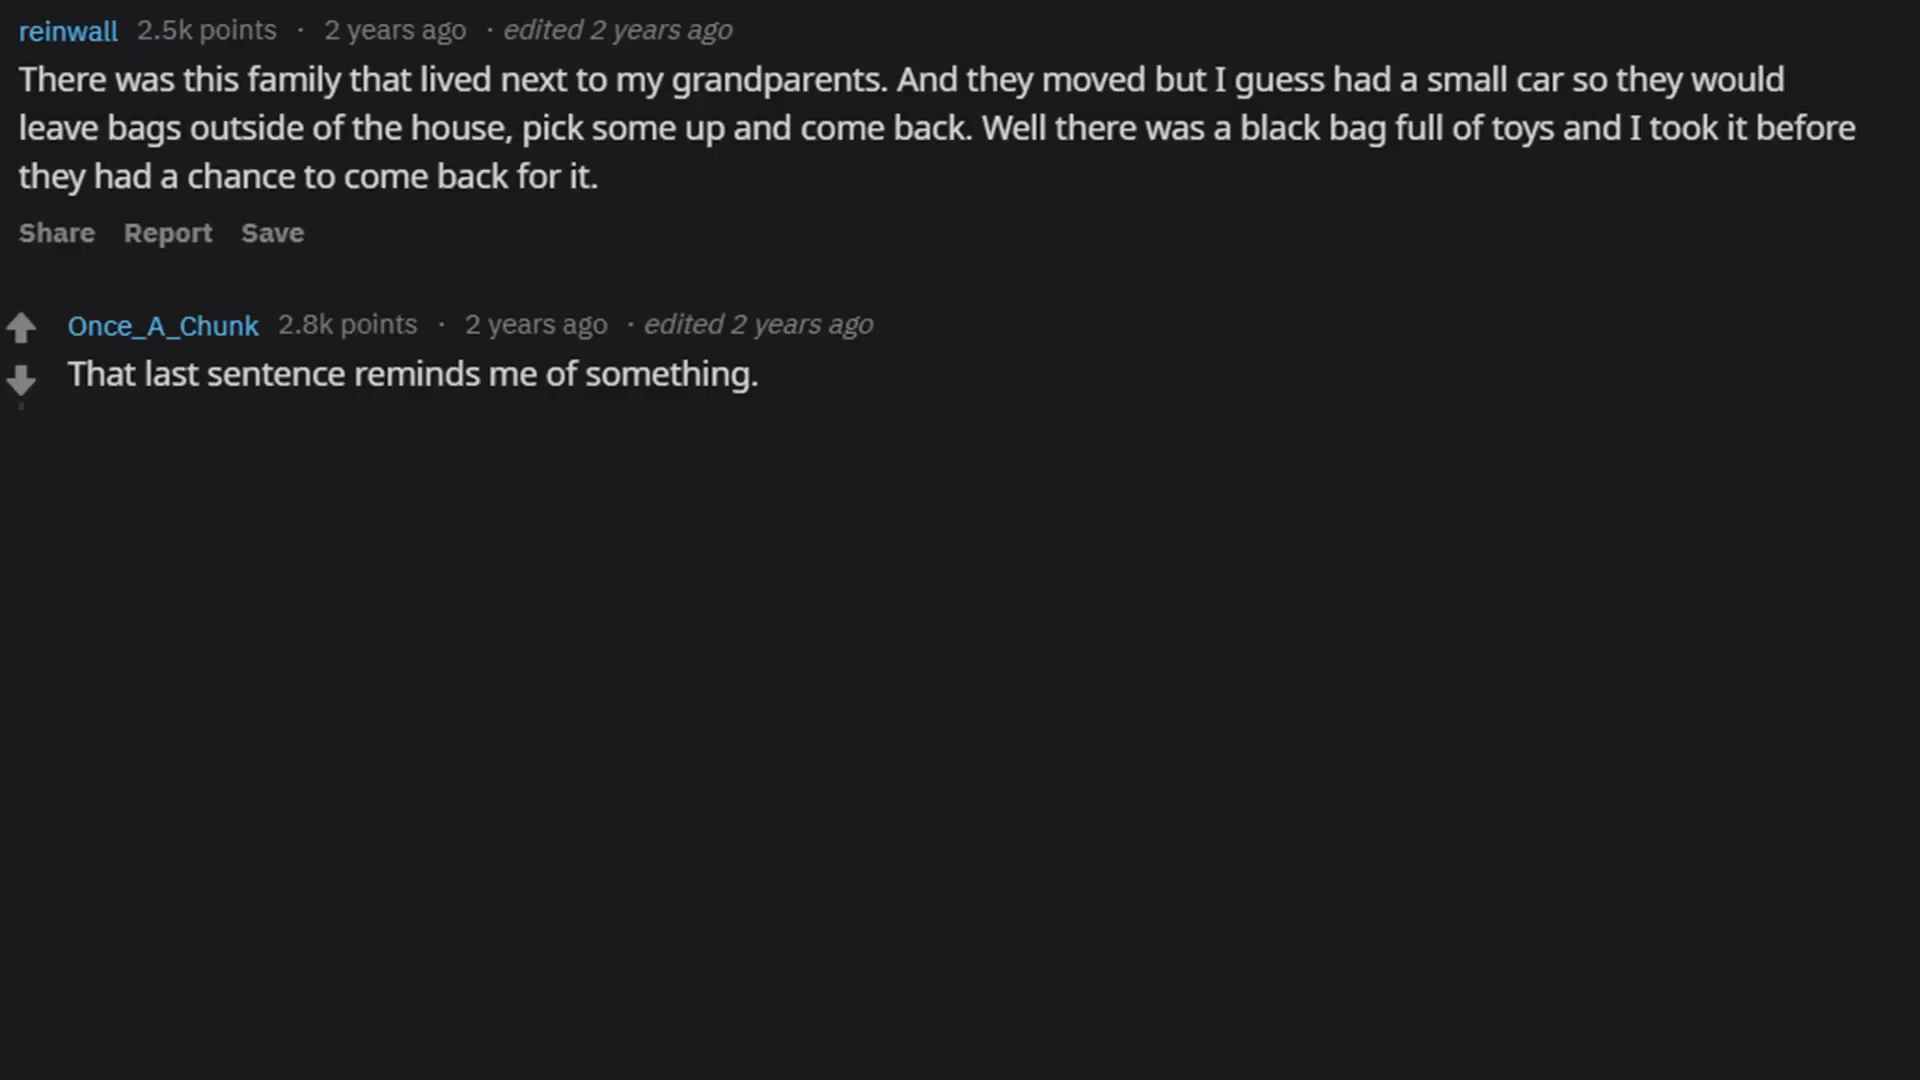 reinwall 2.5k points · 2 years ago · edited 2 years ago
There was this family that lived next to my grandparents. And they moved but I guess had a small car so they would
leave bags outside of the house, pick some up and come back. Well there was a black bag full of toys and I took it before
they had a chance to come back for it.
Share Report Save
Once_A_Chunk 2.8k points · 2 years ago · edited 2 years ago
That last sentence reminds me of something.